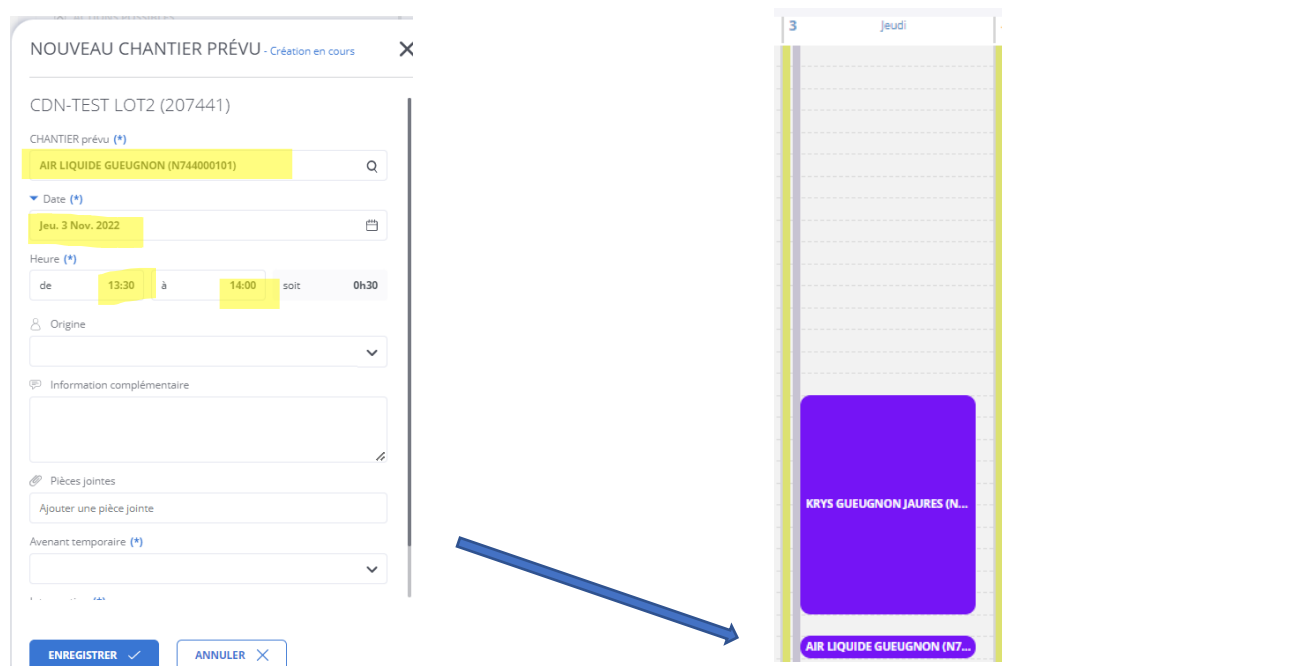 NOUVEAU CHANTIER PRÉVU - Création en cours
CDN-TEST LOT2 (207441)
CHANTIER prévu (*)
AIR LIQUIDE GUEUGNON (N744000101)
Date (*)
Jeu. 3 Nov. 2022
Heure (*)
de 13:30 à 14:00 soit 0h30
Origine
Information complémentaire
Pièces jointes
Ajouter une pièce jointe
Avenant temporaire (*)
ENREGISTRER
ANNULER
3 Jeudi
KRYS GUEUGNON JAURES (N...
AIR LIQUIDE GUEUGNON (N7...